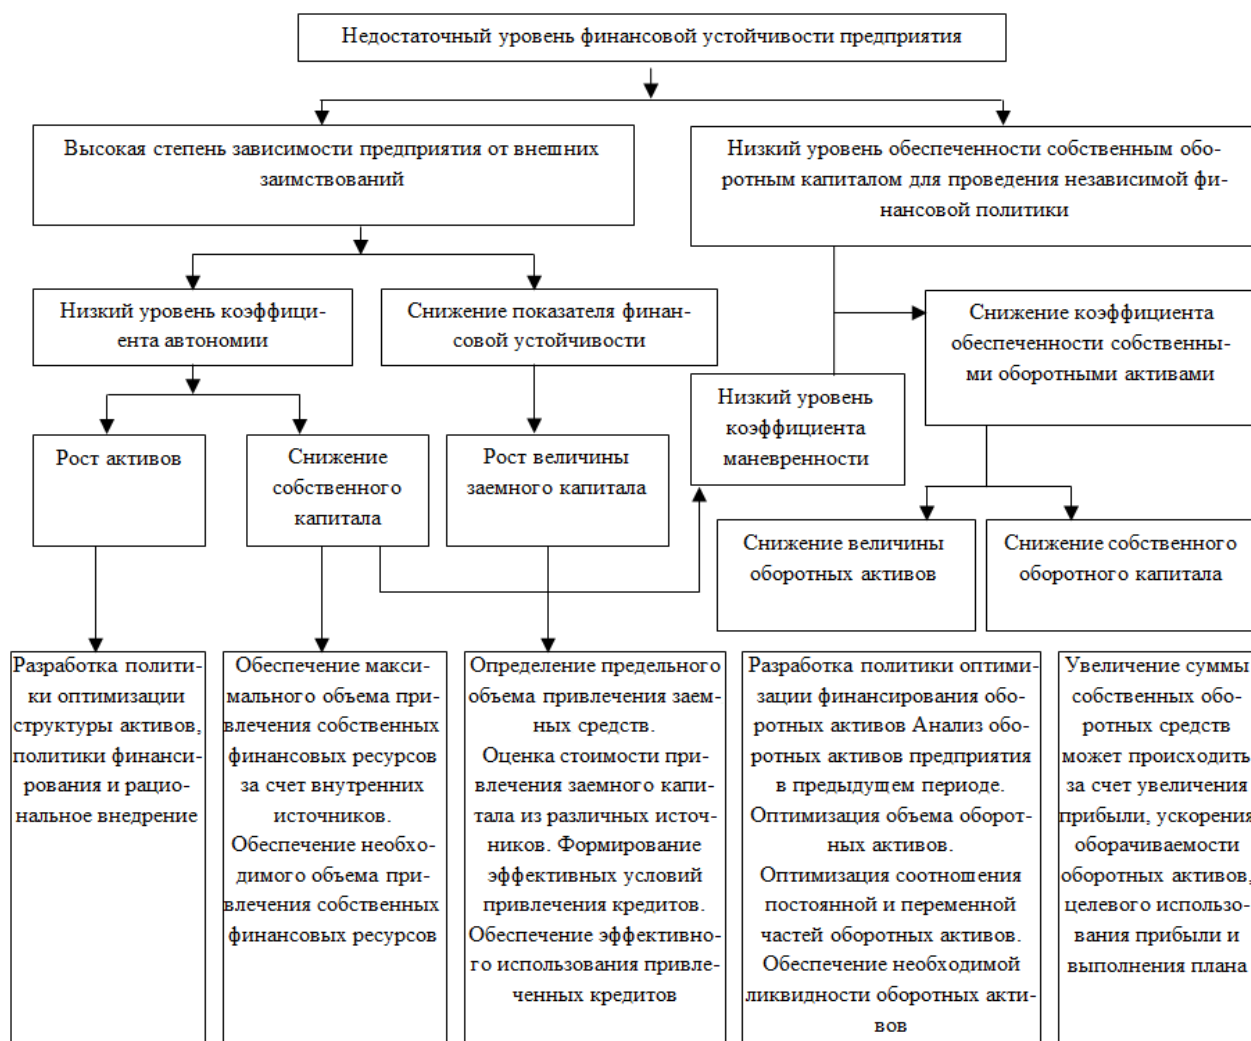 Недостаточный уровень финансовой устойчивости предприятия
Высокая степень зависимости предприятия от внешних
заимствований
Низкий уровень обеспеченности собственным обо-
ротным капиталом для проведения независимой фи-
нансовой политики
Низкий уровень коэффици-
ента автономии
Снижение показателя финан-
совой устойчивости
Снижение коэффициента
обеспеченности собственны-
ми оборотными активами
Низкий уровень
коэффициента
маневренности
Рост активов
Снижение
собственного
капитала
Рост величины
заемного капитала
Снижение величины
оборотных активов
Снижение собственного
оборотного капитала
Разработка полити-
ки оптимизации
структуры активов,
политики финанси-
рования и рацио-
нальное внедрение
Обеспечение макси-
мального объема при-
влечения собственных
финансовых ресурсов
за счет внутренних
источников.
Обеспечение необхо-
димого объема при-
влечения собственных
финансовых ресурсов
Определение предельного
объема привлечения заем-
ных средств.
Оценка стоимости при-
влечения заемного капи-
тала из различных источ-
ников. Формирование
эффективных условий
привлечения кредитов.
Обеспечение эффективно-
го использования привле-
ченных кредитов
Разработка политики оптими-
зации финансирования обо-
ротных активов Анализ обо-
ротных активов предприятия
в предыдущем периоде.
Оптимизация объема оборот-
ных активов.
Оптимизация соотношения
постоянной и переменной
частей оборотных активов.
Обеспечение необходимой
ликвидности оборотных акти-
вов
Увеличение суммы
собственных обо-
ротных средств
может происходить
за счет увеличения
прибыли, ускорения
оборачиваемости
оборотных активов,
целевого использо-
вания прибыли и
выполнения плана